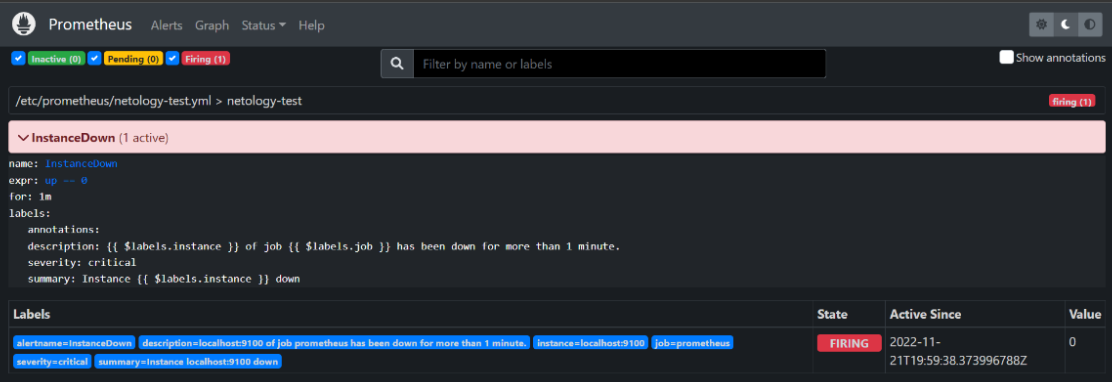 Prometheus Alerts Graph Status Help
Inactive (0) Pending (0) Firing (1) Filter by name or labels Show annotations
/etc/prometheus/netology-test.yml > netology-test firing (1)
InstanceDown (1 active)
name: InstanceDown
expr: up == 0
for: 1m
labels:
annotations:
description: {{ $labels.instance }} of job {{ $labels.job }} has been down for more than 1 minute.
severity: critical
summary: Instance {{ $labels.instance }} down
Labels State Active Since Value
alertname=InstanceDown description=localhost:9100 of job prometheus has been down for more than 1 minute. instance=localhost:9100 job=prometheus FIRING 2022-11- 0
severity=critical summary=Instance localhost:9100 down 21T19:59:38.373996788Z